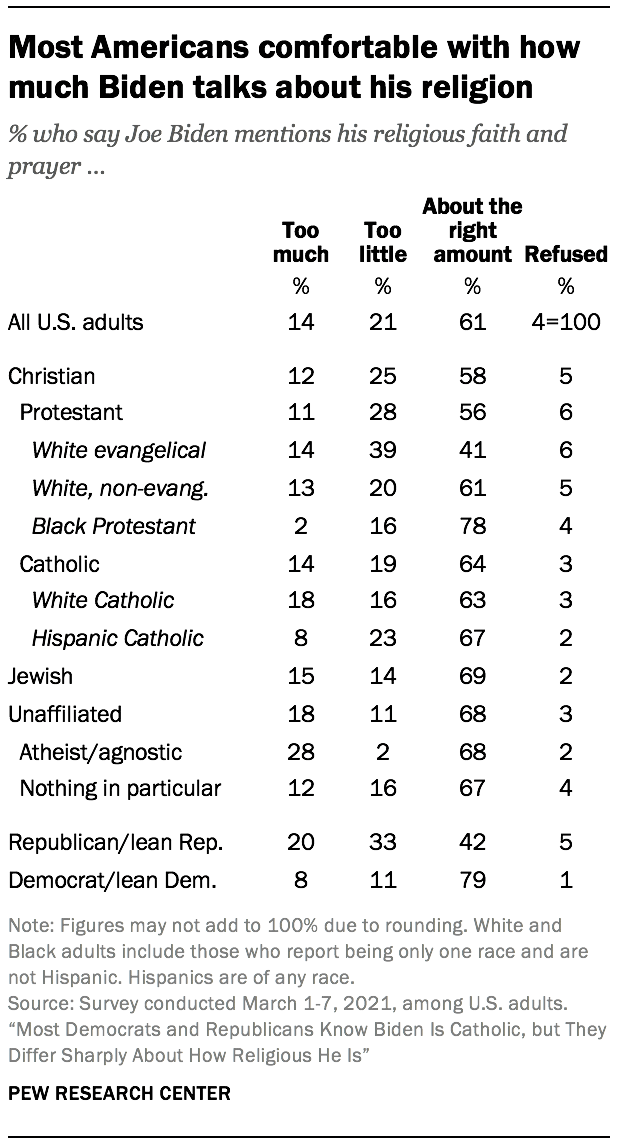 Most Americans comfortable with how
much Biden talks about his religion
% who say Joe Biden mentions his religious faith and
prayer ...
Too much Too little About the right amount Refused
% % % %
All U.S. adults 14 21 61 4=100
Christian 12 25 58 5
Protestant 11 28 56 6
White evangelical 14 39 41 6
White, non-evang. 13 20 61 5
Black Protestant 2 16 78 4
Catholic 14 19 64 3
White Catholic 18 16 63 3
Hispanic Catholic 8 23 67 2
Jewish 15 14 69 2
Unaffiliated 18 11 68 3
Atheist/agnostic 28 2 68 2
Nothing in particular 12 16 67 4
Republican/lean Rep. 20 33 42 5
Democrat/lean Dem. 8 11 79 1
Note: Figures may not add to 100% due to rounding. White and
Black adults include those who report being only one race and are
not Hispanic. Hispanics are of any race.
Source: Survey conducted March 1-7, 2021, among U.S. adults.
“Most Democrats and Republicans Know Biden Is Catholic, but They
Differ Sharply About How Religious He Is”
PEW RESEARCH CENTER